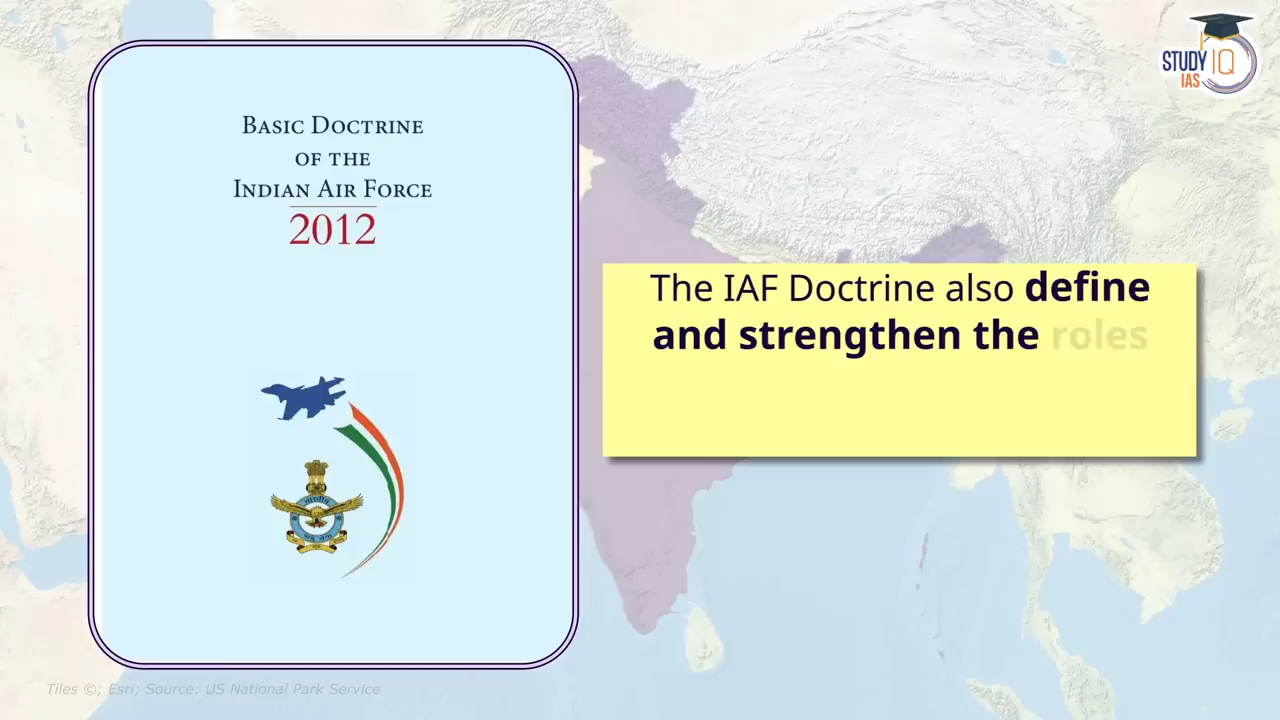 BASIC DOCTRINE
OF THE
INDIAN AIR FORCE
2012
STUDY IQ
IAS
The IAF Doctrine also define
and strengthen the roles
Tiles ©; Esri; Source: US National Park Service